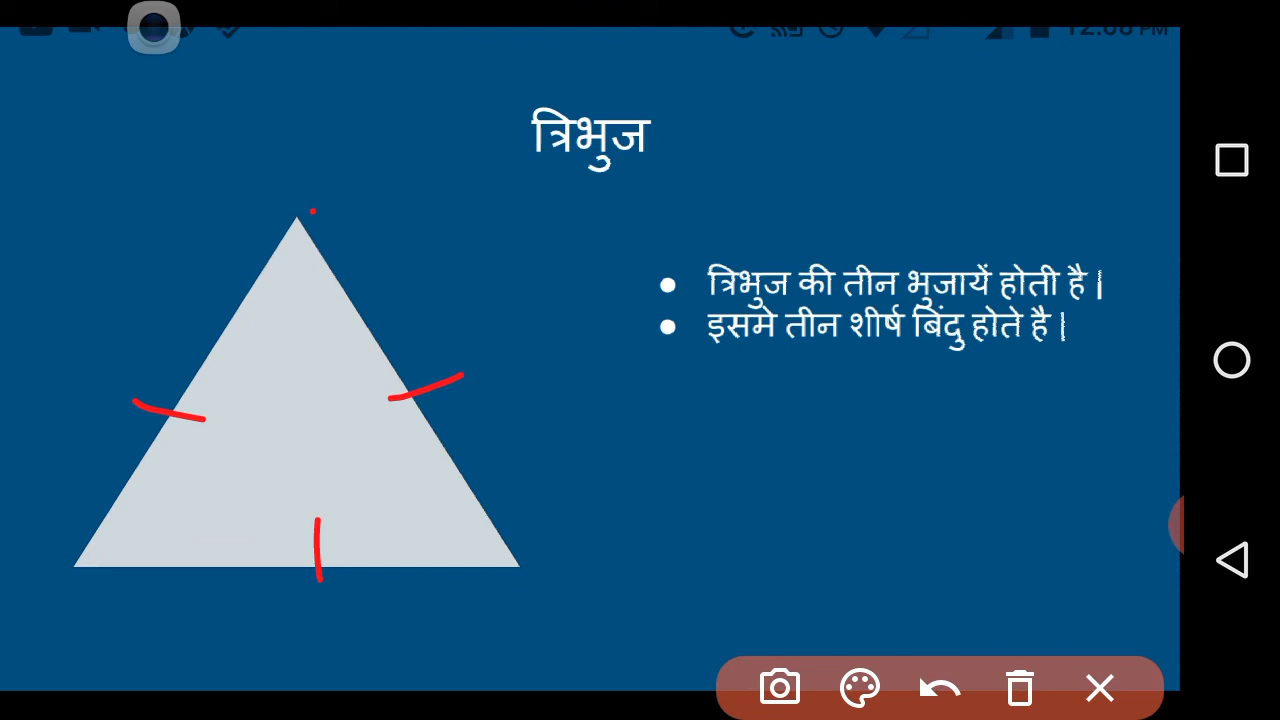 त्रिभुज
● त्रिभुज की तीन भुजायें होती है |
● इसमे तीन शीर्ष बिंदु होते है |